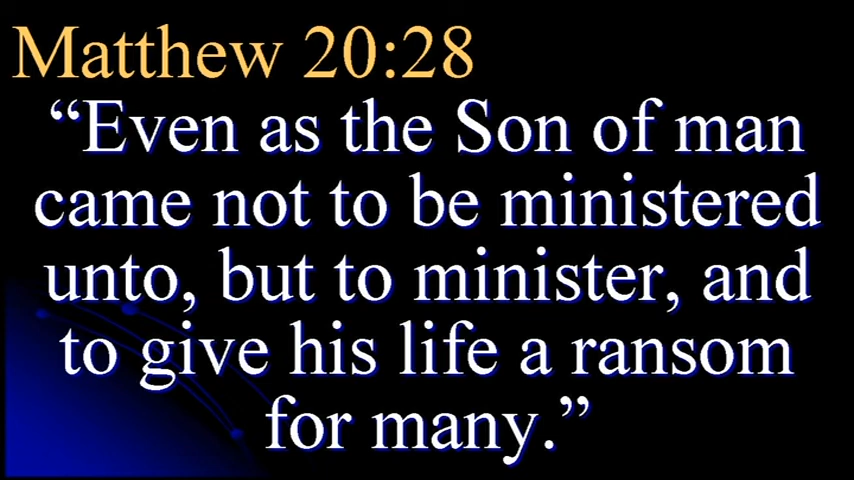 Matthew 20:28
“Even as the Son of man
came not to be ministered
unto, but to minister, and
to give his life a ransom
for many.”